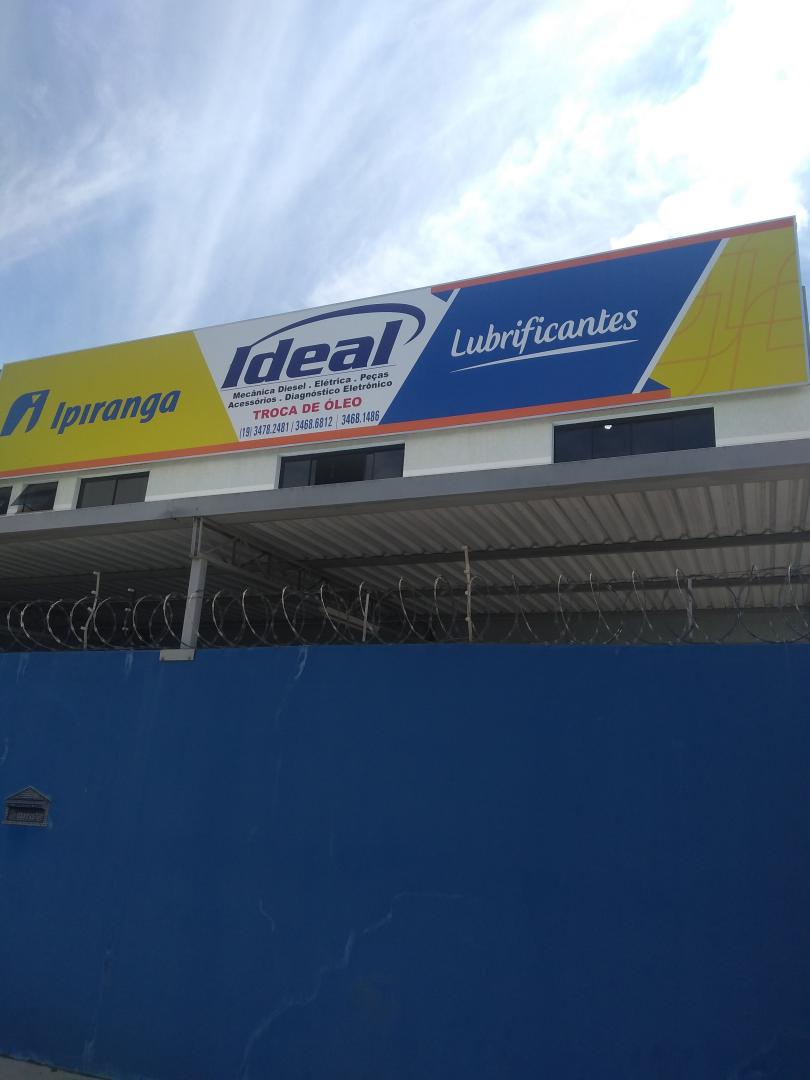 Ipiranga
Ideal
Mecânica Diesel . Elétrica . Peças
Acessórios . Diagnóstico Eletrônico
TROCA DE ÓLEO
(19) 3478.2481 / 3468.6812 | 3468.1486
Lubrificantes